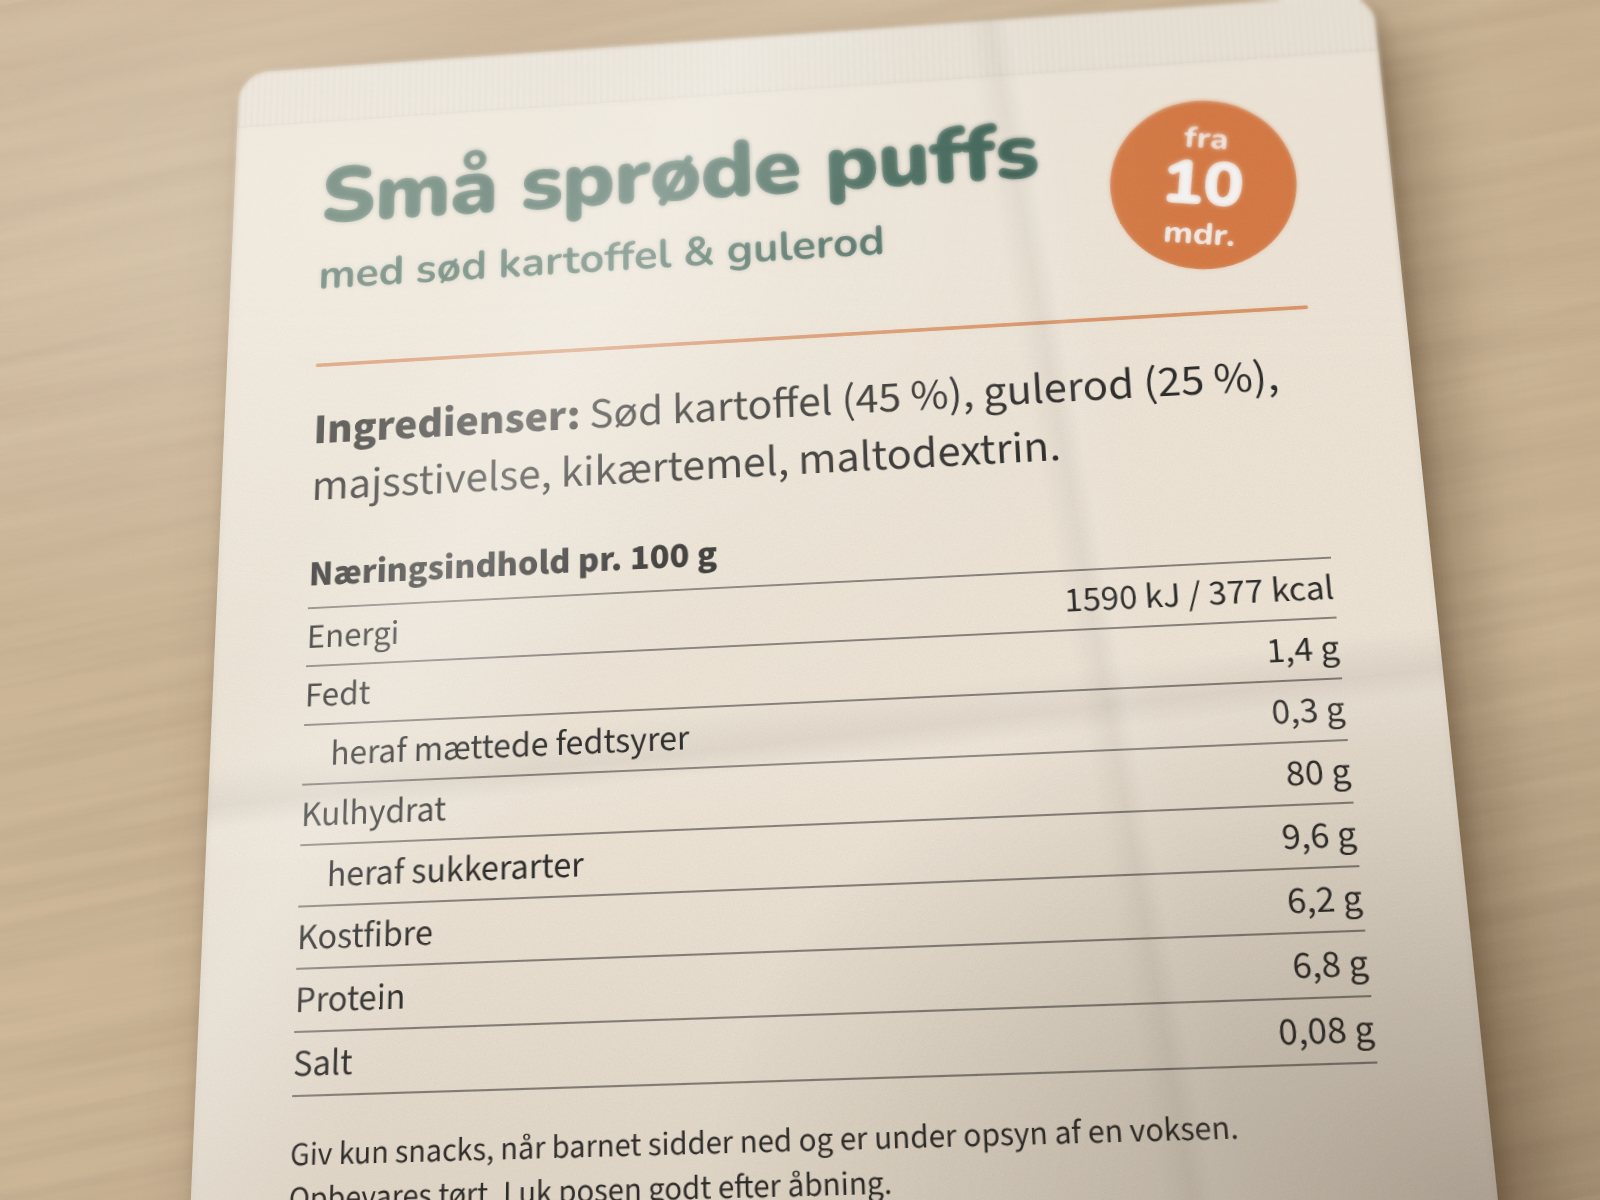 Små sprøde puffs
med sød kartoffel & gulerod
fra
10
mdr.
Ingredienser: Sød kartoffel (45 %), gulerod (25 %),
majsstivelse, kikærtemel, maltodextrin.
Næringsindhold pr. 100 g
Energi 1590 kJ / 377 kcal
Fedt 1,4 g
heraf mættede fedtsyrer 0,3 g
Kulhydrat 80 g
heraf sukkerarter 9,6 g
Kostfibre 6,2 g
Protein 6,8 g
Salt 0,08 g
Giv kun snacks, når barnet sidder ned og er under opsyn af en voksen.
Opbevares tørt. Luk posen godt efter åbning.